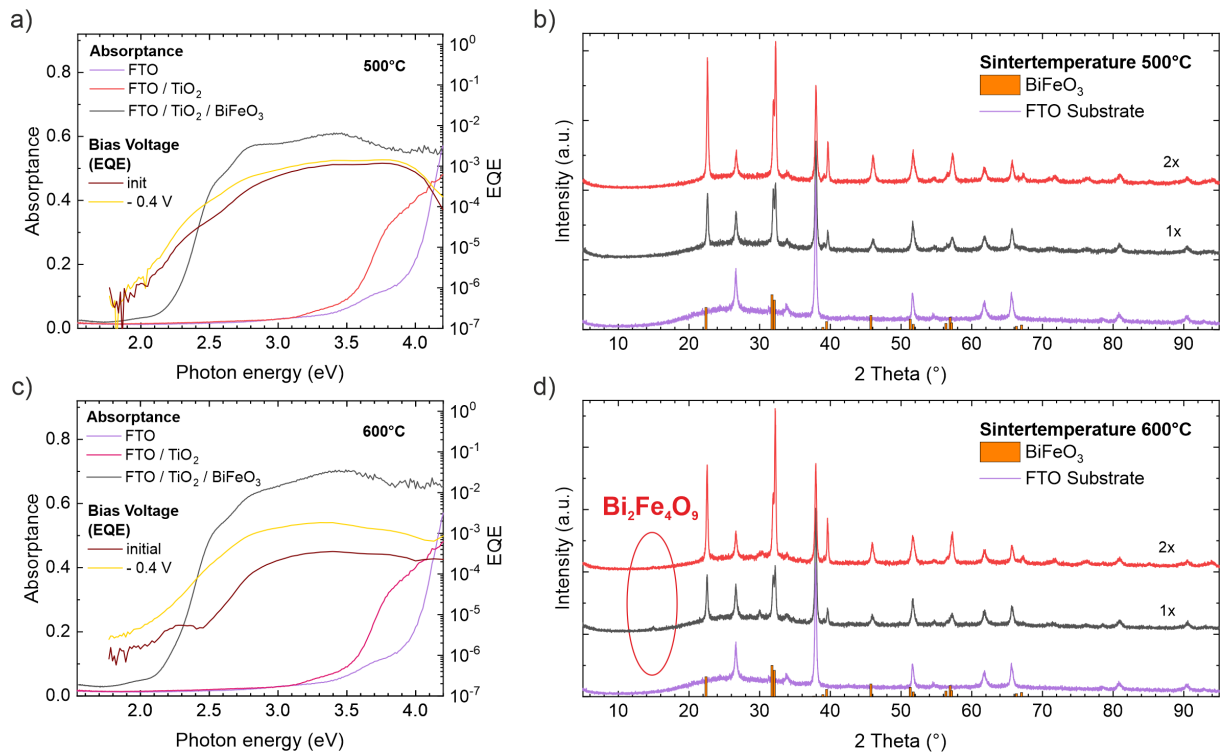 a)
Absorptance
FTO
FTO / TiO₂
FTO / TiO₂ / BiFeO₃
Bias Voltage
(EQE)
init
- 0.4 V
500°C
0.8
0.6
0.4
0.2
0.0
Absorptance
10⁰
10⁻¹
10⁻²
10⁻³
10⁻⁴
10⁻⁵
10⁻⁶
10⁻⁷
EQE
2.0
2.5
3.0
3.5
4.0
Photon energy (eV)
b)
Sintertemperature 500°C
BiFeO₃
FTO Substrate
2x
1x
Intensity (a.u.)
10
20
30
40
50
60
70
80
90
2 Theta (°)
c)
Absorptance
FTO
FTO / TiO₂
FTO / TiO₂ / BiFeO₃
Bias Voltage
(EQE)
initial
- 0.4 V
600°C
0.8
0.6
0.4
0.2
0.0
Absorptance
10⁰
10⁻¹
10⁻²
10⁻³
10⁻⁴
10⁻⁵
10⁻⁶
10⁻⁷
EQE
2.0
2.5
3.0
3.5
4.0
Photon energy (eV)
d)
Sintertemperature 600°C
BiFeO₃
FTO Substrate
Bi₂Fe₄O₉
2x
1x
Intensity (a.u.)
10
20
30
40
50
60
70
80
90
2 Theta (°)